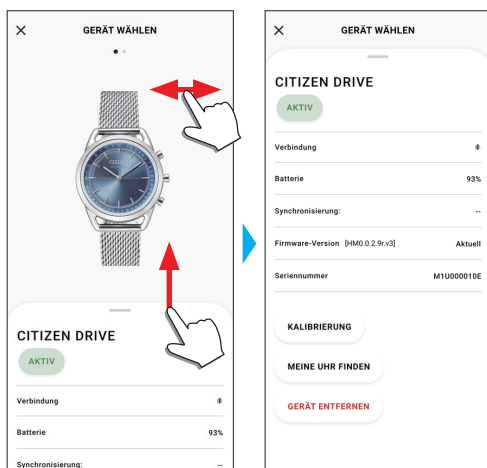 GERÄT WÄHLEN
CITIZEN
CITIZEN DRIVE
AKTIV
Verbindung
Batterie 93%
Synchronisierung: --
GERÄT WÄHLEN
CITIZEN DRIVE
AKTIV
Verbindung
Batterie 93%
Synchronisierung: --
Firmware-Version [HM0.0.2.9r.v3] Aktuell
Seriennummer M1U000010E
KALIBRIERUNG
MEINE UHR FINDEN
GERÄT ENTFERNEN